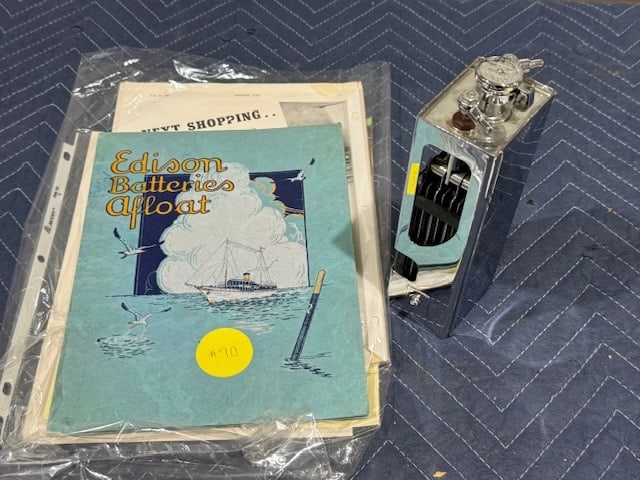 NEXT SHOPPING..
Edison
Batteries
Afloat
#90